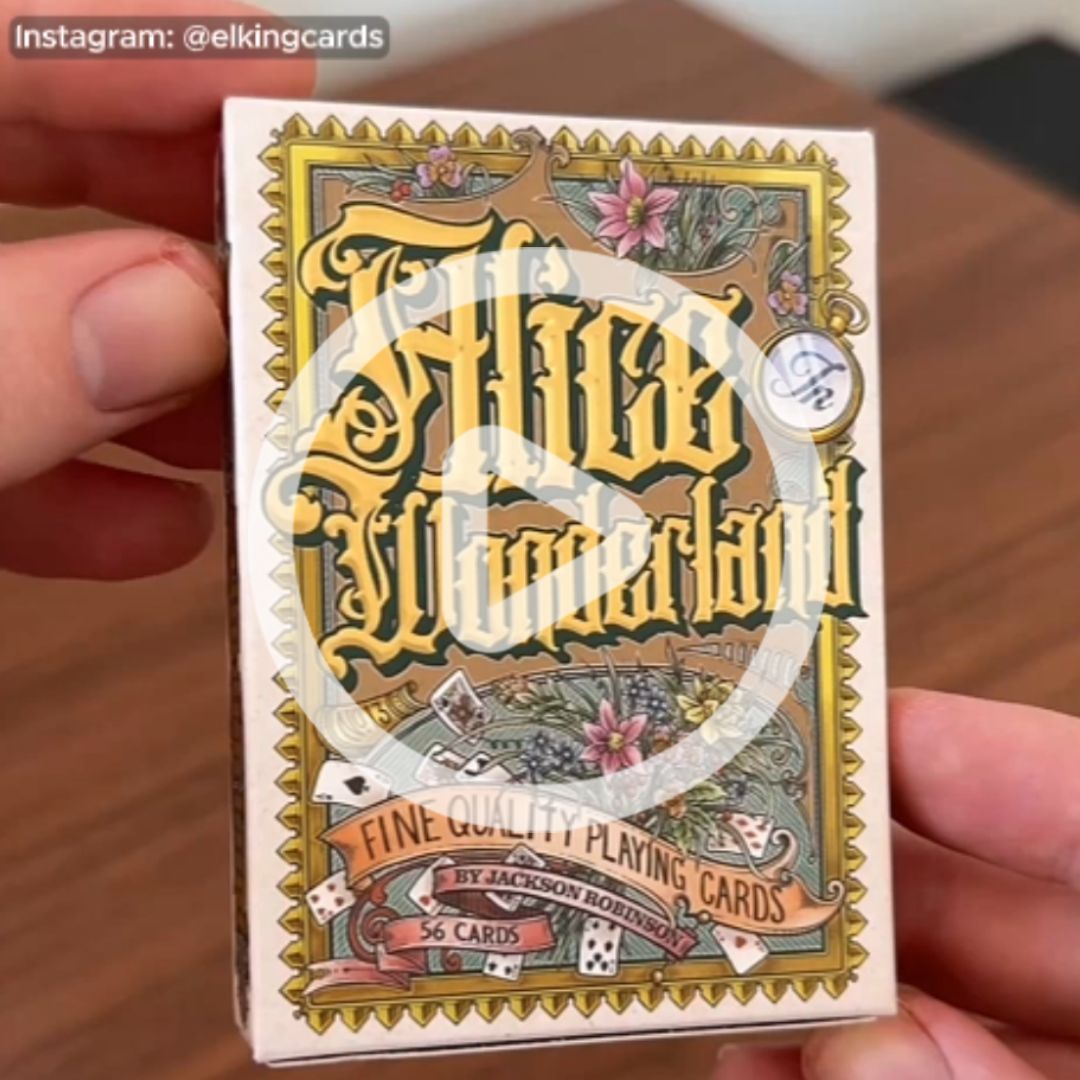 Instagram: @elkingcards
Alice
in Wonderland
FINE QUALITY PLAYING CARDS
BY JACKSON ROBINSON
56 CARDS